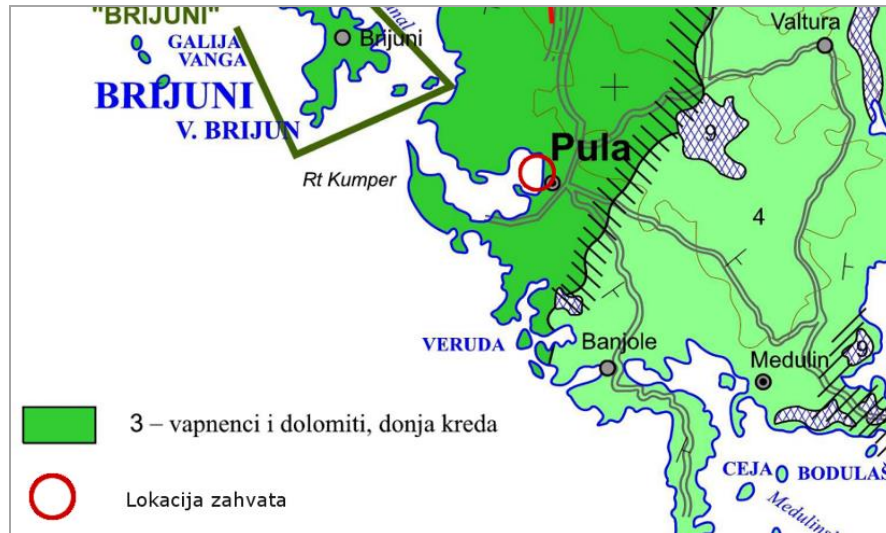 "BRIJUNI"
GALIJA
VANGA
BRIJUNI
V. BRIJUN
Brijuni
Valtura
9
Pula
Rt Kumper
4
VERUDA
Banjole
Medulin
9
3 – vapnenci i dolomiti, donja kreda
Lokacija zahvata
CEJA
BODULAŠ